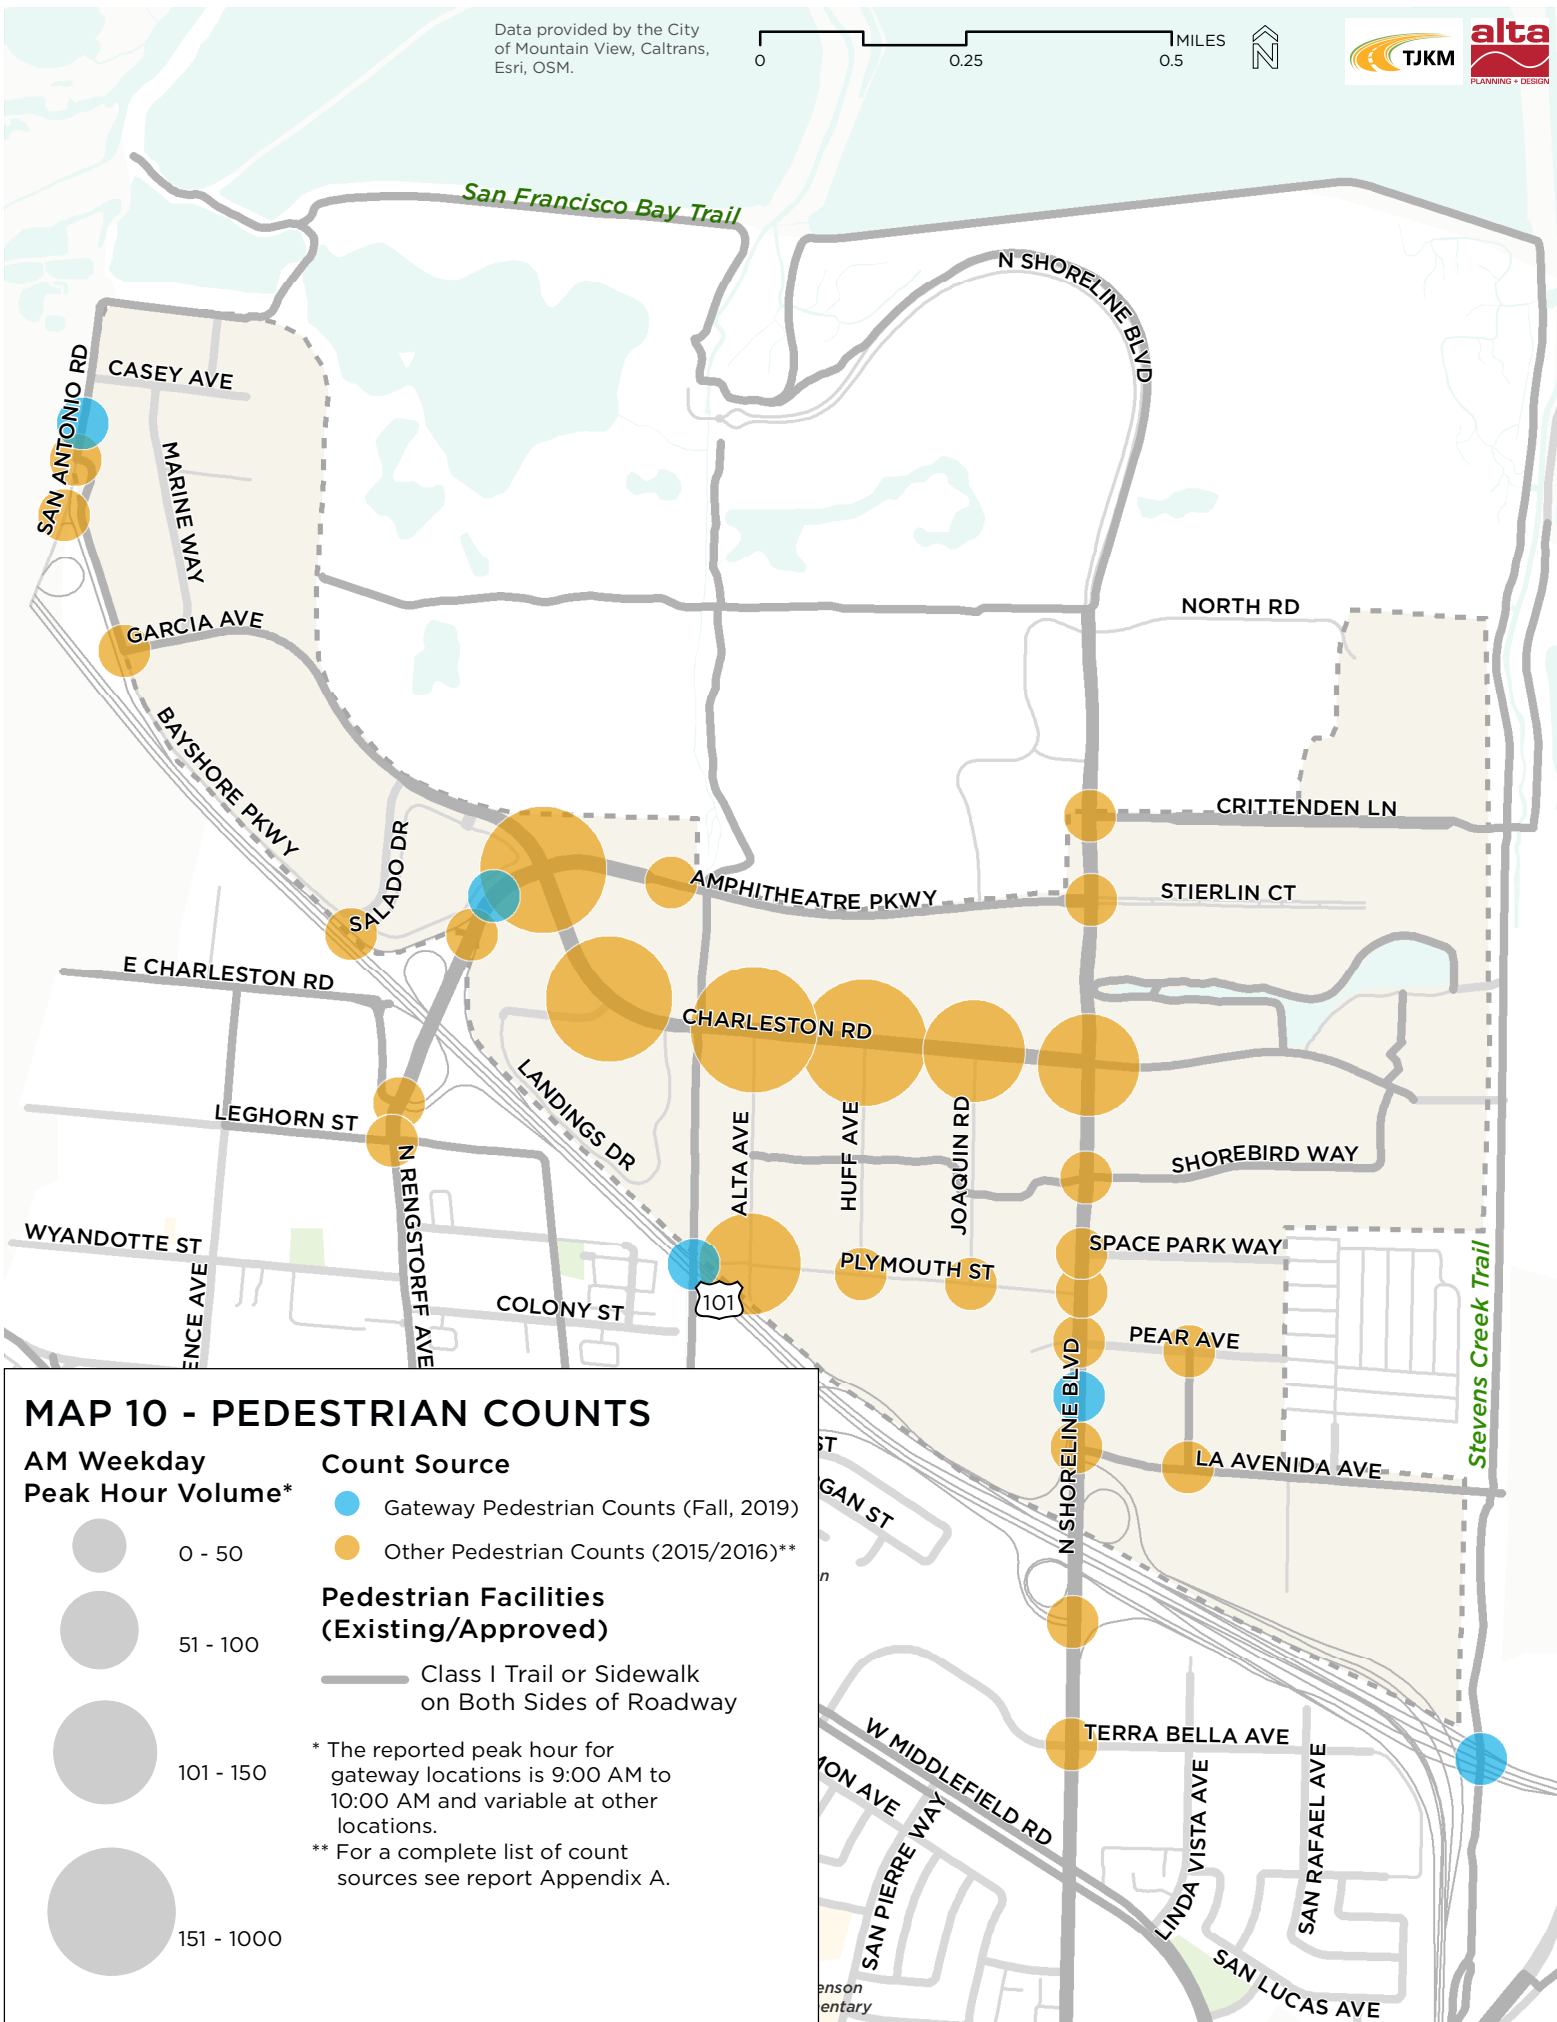 Data provided by the City
of Mountain View, Caltrans,
Esri, OSM.
0
0.25
0.5
MILES
N
TJKM
alta
PLANNING + DESIGN
San Francisco Bay Trail
N SHORELINE BLVD
SAN ANTONIO RD
CASEY AVE
MARINE WAY
GARCIA AVE
NORTH RD
BAYSHORE PKWY
CRITTENDEN LN
SALADO DR
AMPHITHEATRE PKWY
STIERLIN CT
E CHARLESTON RD
CHARLESTON RD
LANDINGS DR
LEGHORN ST
ALTA AVE
HUFF AVE
JOAQUIN RD
SHOREBIRD WAY
N RENGSTORFF AVE
WYANDOTTE ST
SPACE PARK WAY
PLYMOUTH ST
ENCE AVE
COLONY ST
101
PEAR AVE
N SHORELINE BLVD
Stevens Creek Trail
LA AVENIDA AVE
ST
GAN ST
n
TERRA BELLA AVE
W MIDDLEFIELD RD
MON AVE
SAN PIERRE WAY
LINDA VISTA AVE
SAN RAFAEL AVE
SAN LUCAS AVE
enson
entary
MAP 10 - PEDESTRIAN COUNTS
AM Weekday
Peak Hour Volume*
0 - 50
51 - 100
101 - 150
151 - 1000
Count Source
Gateway Pedestrian Counts (Fall, 2019)
Other Pedestrian Counts (2015/2016)**
Pedestrian Facilities
(Existing/Approved)
Class I Trail or Sidewalk
on Both Sides of Roadway
* The reported peak hour for
gateway locations is 9:00 AM to
10:00 AM and variable at other
locations.
** For a complete list of count
sources see report Appendix A.